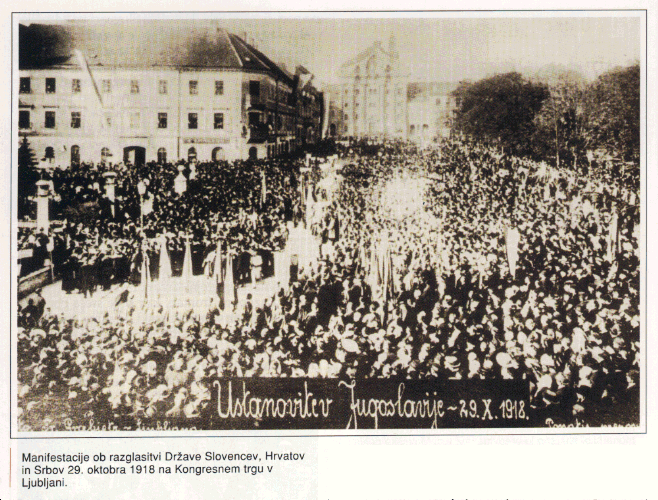 Ustanovitev Jugoslavije - 29. X. 1918.
Ljubljana
Manifestacije ob razglasitvi Države Slovencev, Hrvatov
in Srbov 29. oktobra 1918 na Kongresnem trgu v
Ljubljani.